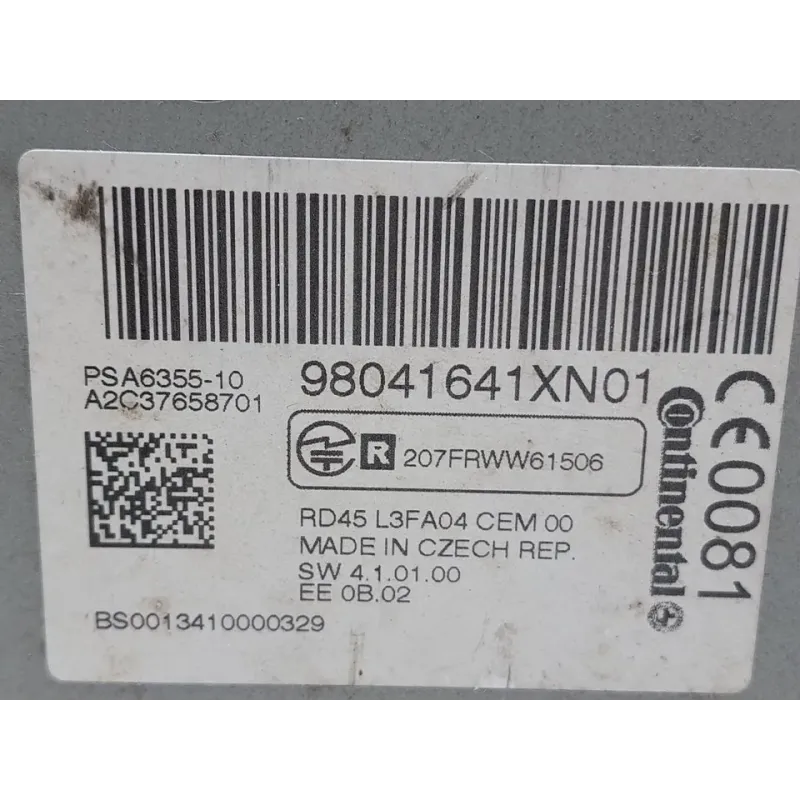 PSA6355-10
A2C37658701
98041641XN01
R 207FRWW61506
RD45 L3FA04 CEM 00
MADE IN CZECH REP.
SW 4.1.01.00
EE 0B.02
BS0013410000329
Continental
CE0081